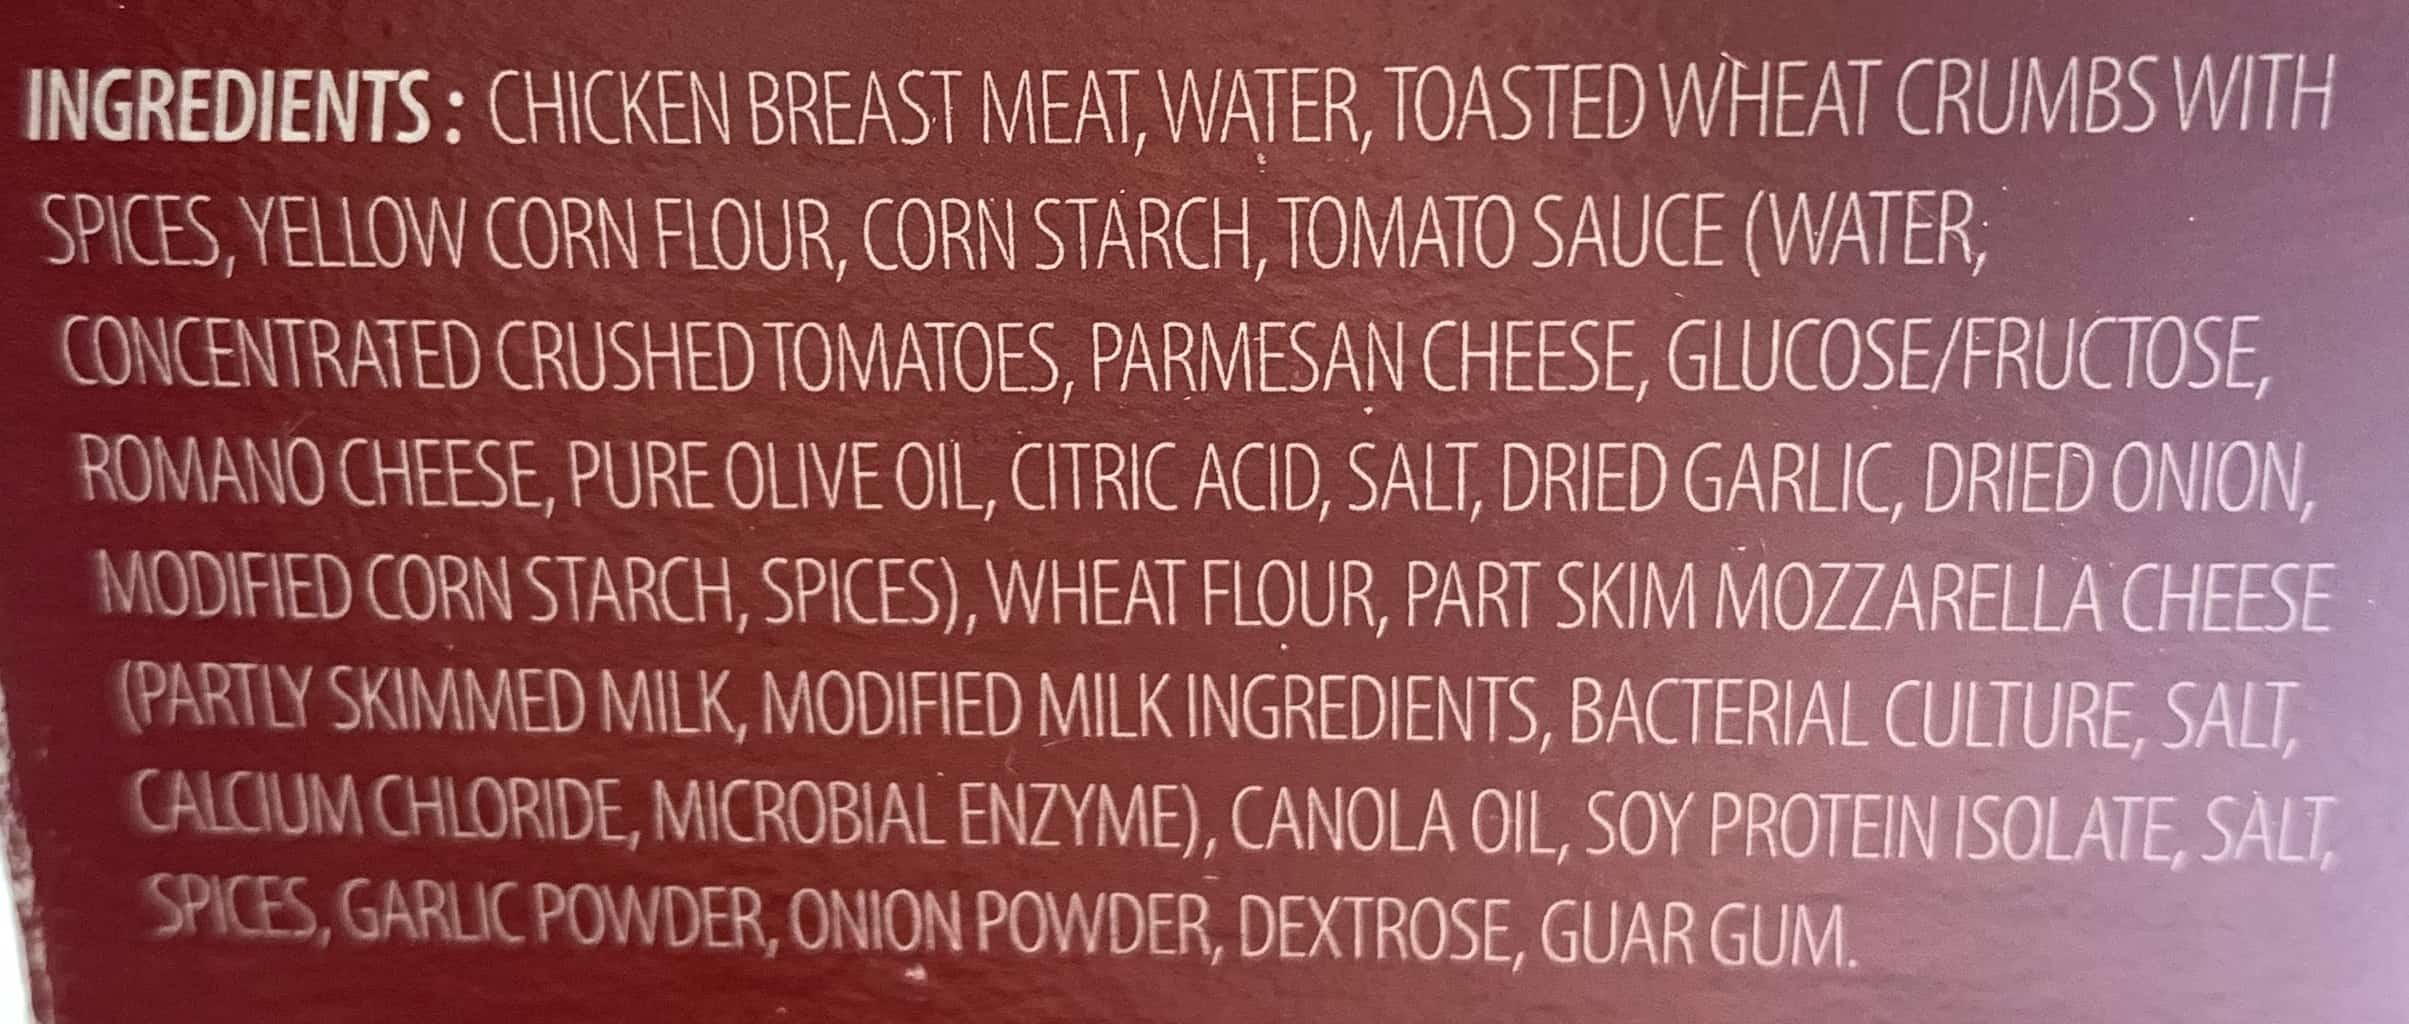 INGREDIENTS : CHICKEN BREAST MEAT, WATER, TOASTED WHEAT CRUMBS WITH
SPICES, YELLOW CORN FLOUR, CORN STARCH, TOMATO SAUCE (WATER,
CONCENTRATED CRUSHED TOMATOES, PARMESAN CHEESE, GLUCOSE/FRUCTOSE,
ROMANO CHEESE, PURE OLIVE OIL, CITRIC ACID, SALT, DRIED GARLIC, DRIED ONION,
MODIFIED CORN STARCH, SPICES), WHEAT FLOUR, PART SKIM MOZZARELLA CHEESE
(PARTLY SKIMMED MILK, MODIFIED MILK INGREDIENTS, BACTERIAL CULTURE, SALT,
CALCIUM CHLORIDE, MICROBIAL ENZYME), CANOLA OIL, SOY PROTEIN ISOLATE, SALT,
SPICES, GARLIC POWDER, ONION POWDER, DEXTROSE, GUAR GUM.